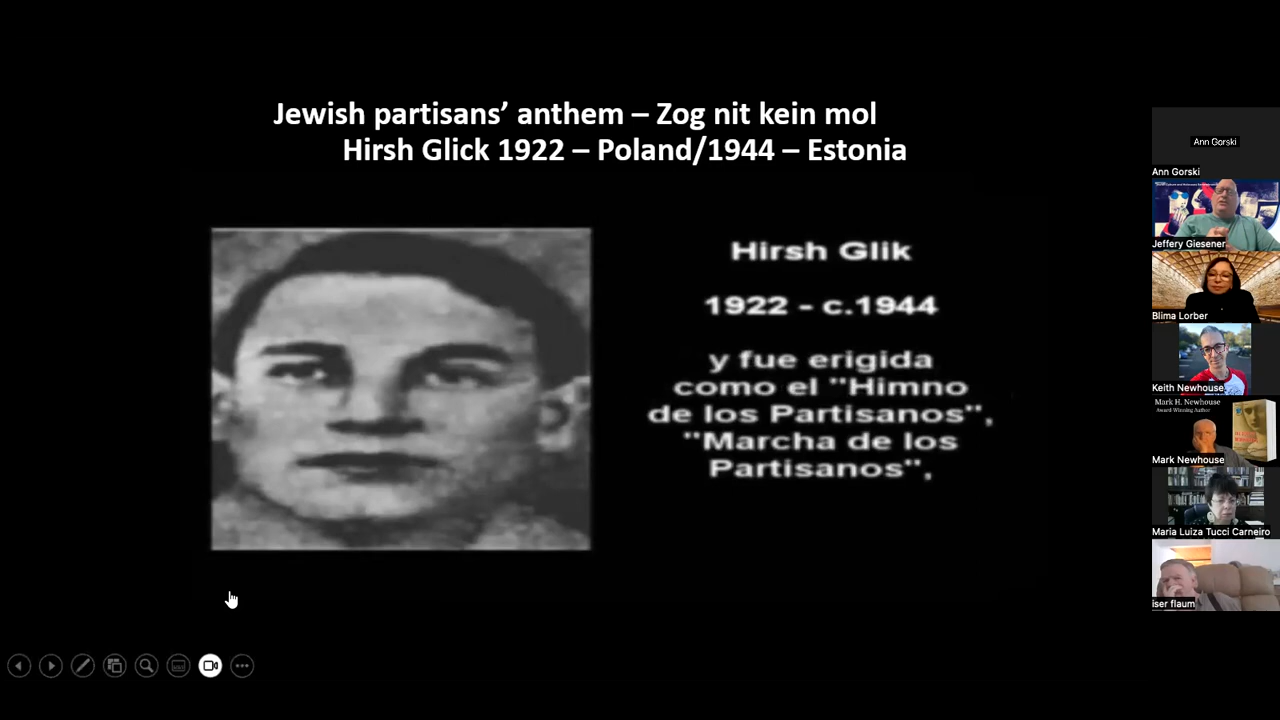 Jewish partisans’ anthem – Zog nit kein mol
Hirsh Glick 1922 – Poland/1944 – Estonia
Hirsh Glik
1922 - c.1944
y fue erigida
como el "Himno
de los Partisanos",
"Marcha de los
Partisanos",
Ann Gorski
Ann Gorski
Jeffery Giesener
Blima Lorber
Keith Newhouse
Mark H. Newhouse
Award-Winning Author
Mark Newhouse
Maria Luiza Tucci Carneiro
iser flaum